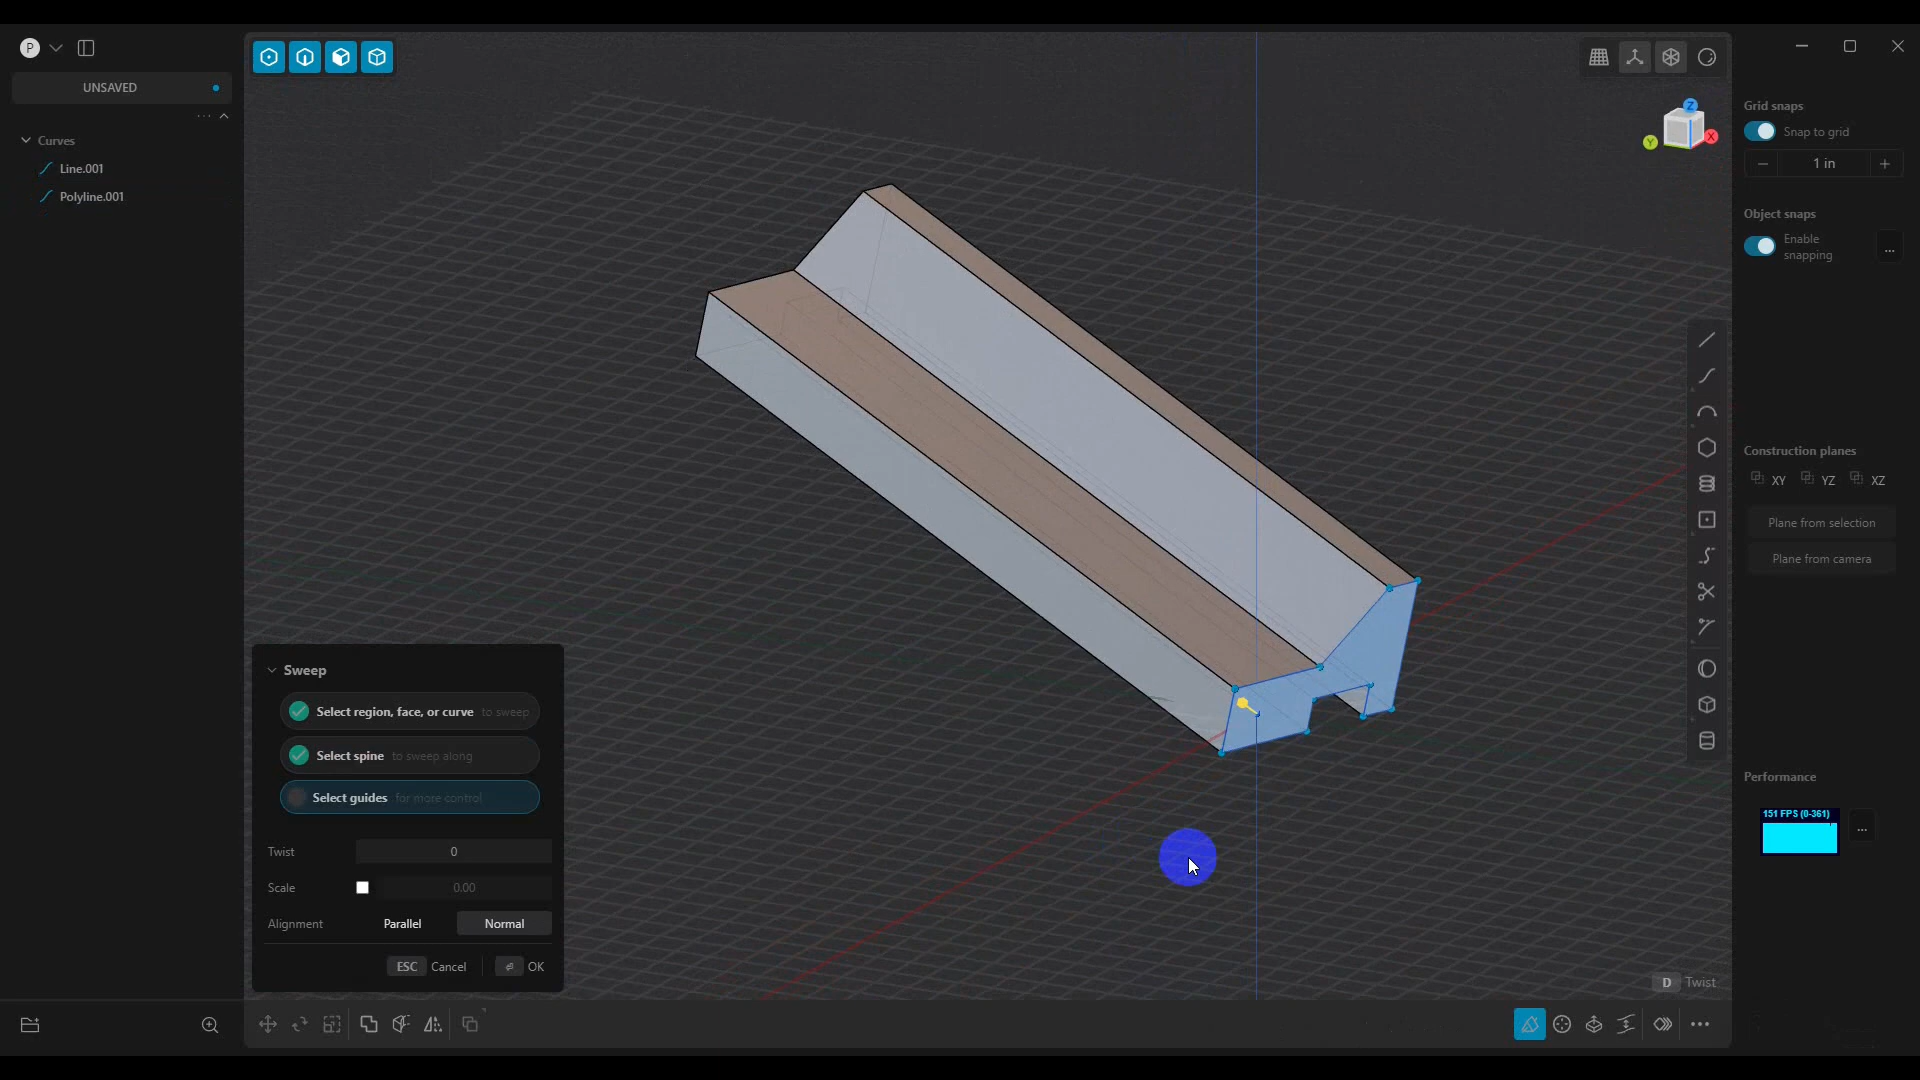 P
UNSAVED
...
Curves
Line.001
Polyline.001
Z
Y
X
Grid snaps
Snap to grid
1 in
Object snaps
Enable
snapping
...
Construction planes
XY
YZ
XZ
Plane from selection
Plane from camera
Performance
151 FPS (0-361)
...
Sweep
Select region, face, or curve to sweep
Select spine to sweep along
Select guides for more control
Twist 0
Scale 0.00
Alignment Parallel Normal
ESC Cancel OK
D Twist